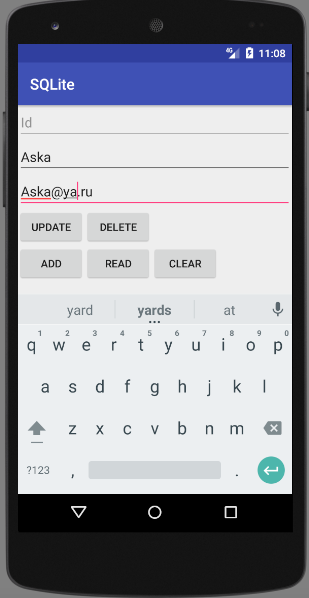 4G 11:08
SQLite
Id
Aska
Aska@ya.ru
UPDATE DELETE
ADD READ CLEAR
yard yards at
1 2 3 4 5 6 7 8 9 0
q w e r t y u i o p
a s d f g h j k l
z x c v b n m
?123 , .